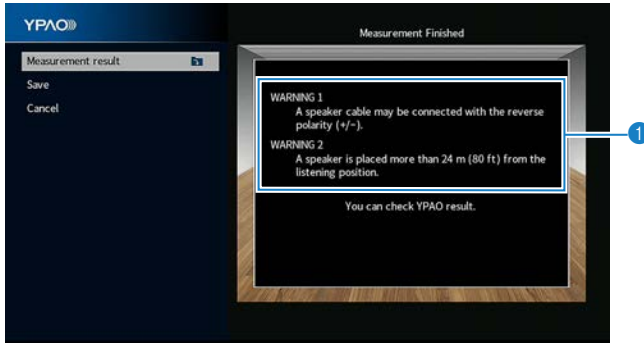 YPAO
Measurement Finished
Measurement result
Save
Cancel
WARNING 1
A speaker cable may be connected with the reverse
polarity (+/-).
WARNING 2
A speaker is placed more than 24 m (80 ft) from the
listening position.
You can check YPAO result.
1